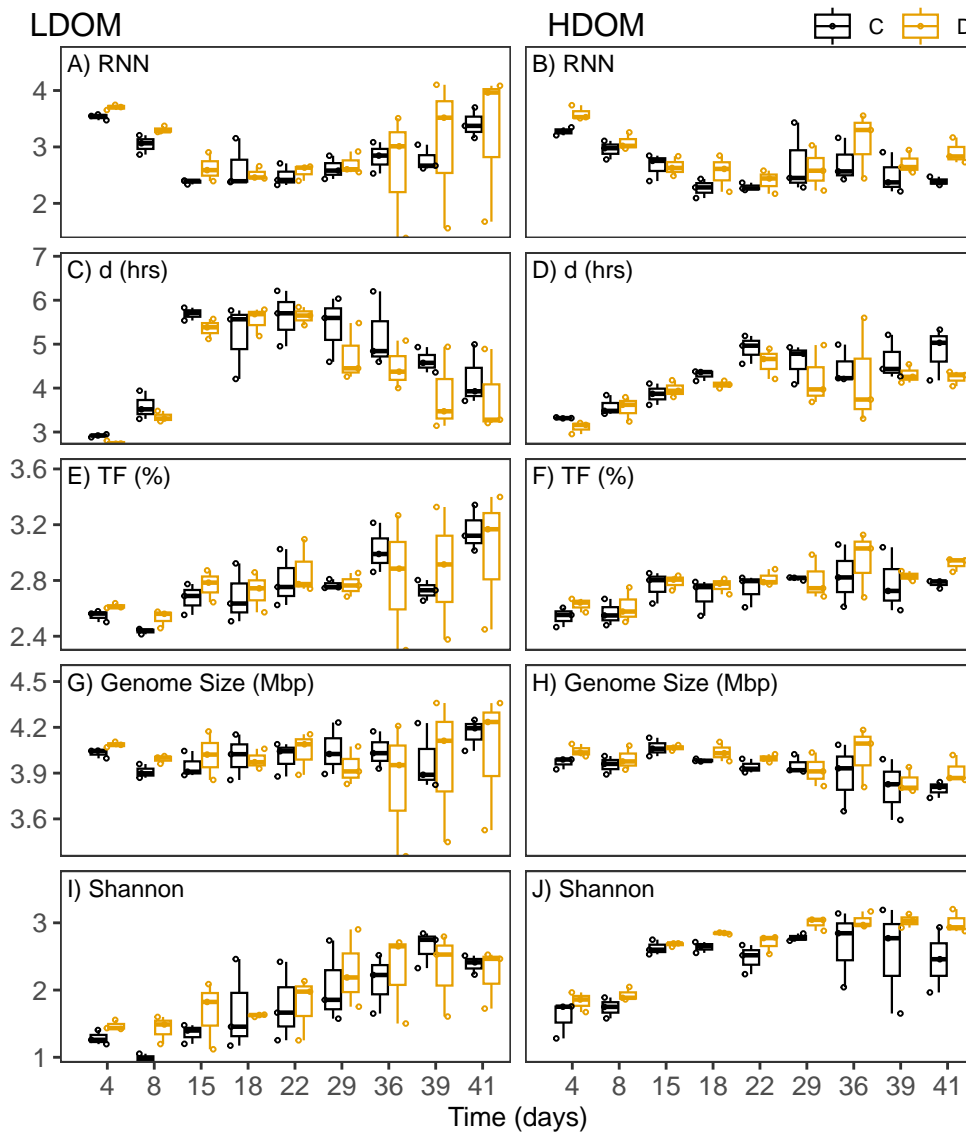 LDOM
HDOM
C
D
A) RNN
B) RNN
4
3
2
C) d (hrs)
D) d (hrs)
7
6
5
4
3
E) TF (%)
F) TF (%)
3.6
3.2
2.8
2.4
G) Genome Size (Mbp)
H) Genome Size (Mbp)
4.5
4.2
3.9
3.6
I) Shannon
J) Shannon
3
2
1
4 8 15 18 22 29 36 39 41
4 8 15 18 22 29 36 39 41
Time (days)